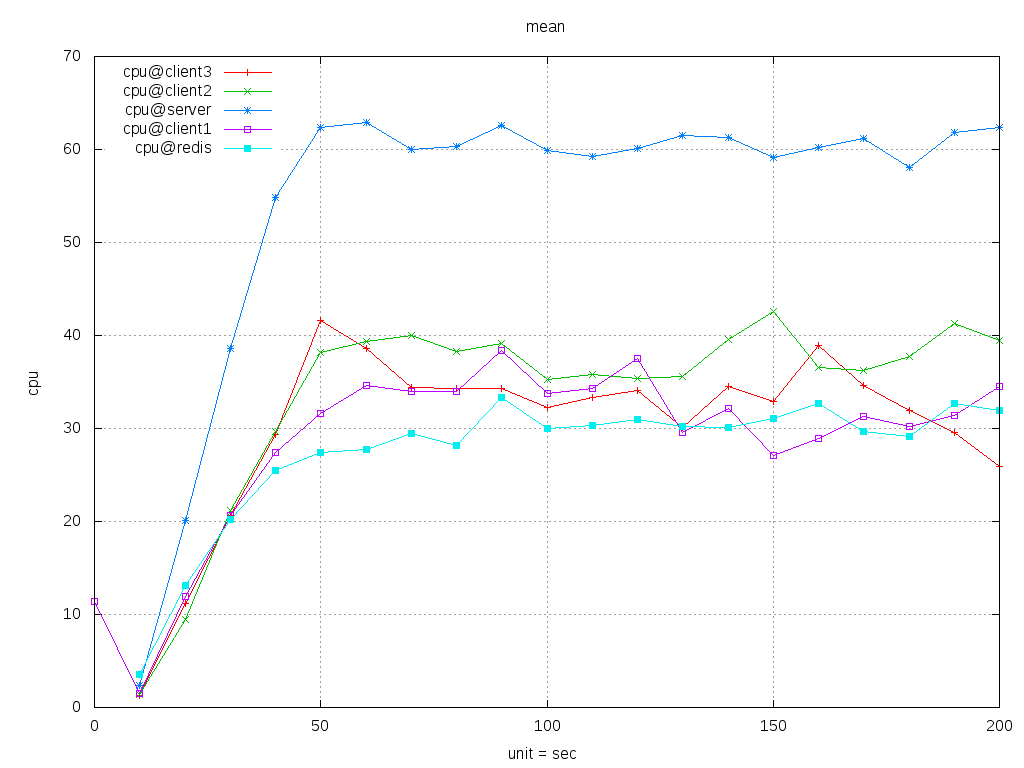 mean
70
60
50
40
30
20
10
0
cpu
cpu@client3
cpu@client2
cpu@server
cpu@client1
cpu@redis
0 50 100 150 200
unit = sec